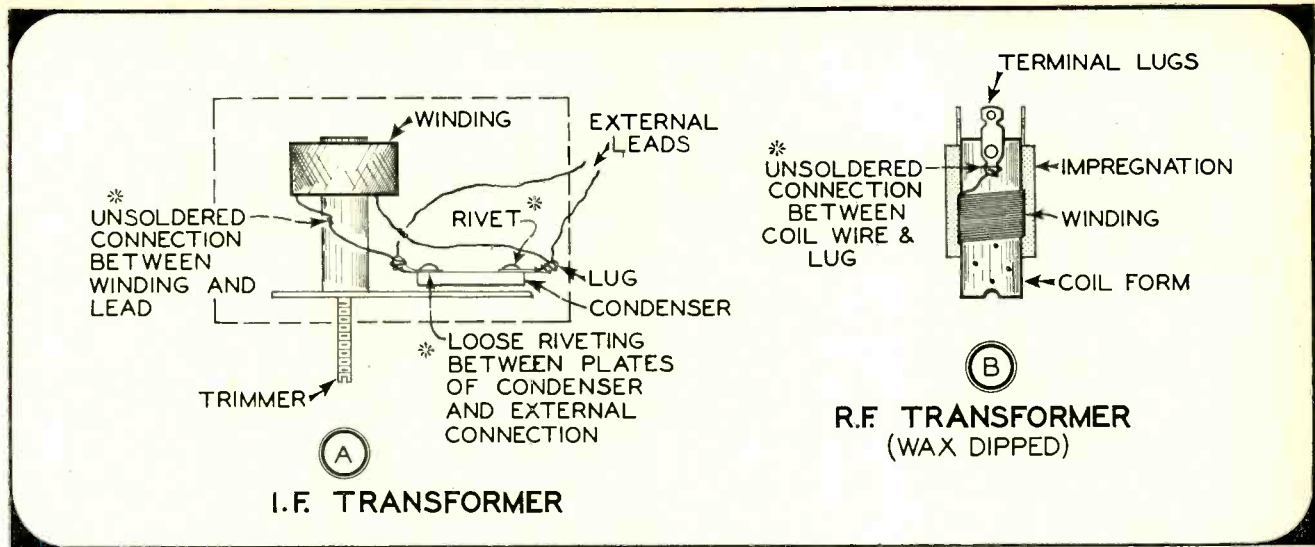 WINDING
EXTERNAL
LEADS
*
UNSOLDERED
CONNECTION
BETWEEN
WINDING AND
LEAD
RIVET *
LUG
CONDENSER
* LOOSE RIVETING
BETWEEN PLATES
OF CONDENSER
AND EXTERNAL
CONNECTION
TRIMMER
A
I.F. TRANSFORMER
TERMINAL LUGS
*
UNSOLDERED
CONNECTION
BETWEEN
COIL WIRE &
LUG
IMPREGNATION
WINDING
COIL FORM
B
R.F. TRANSFORMER
(WAX DIPPED)